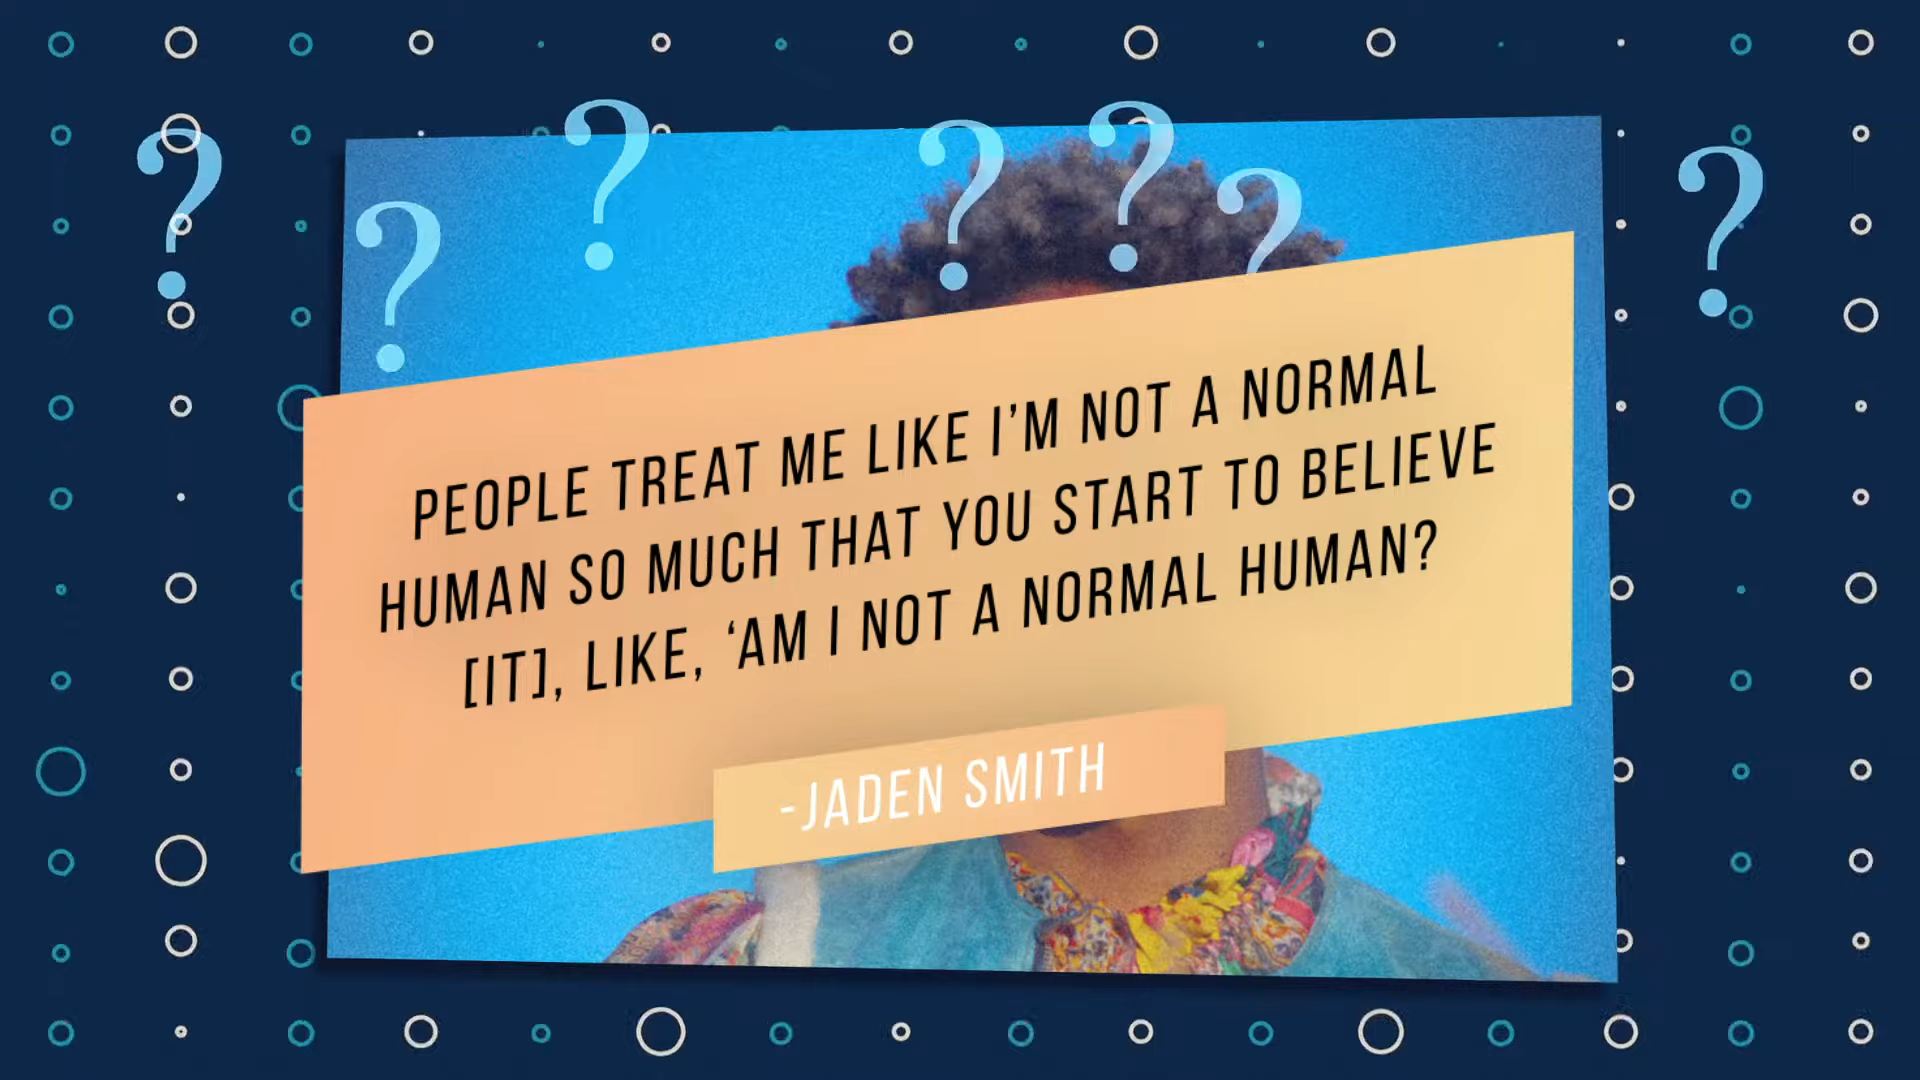 ?
?
?
?
?
?
?
PEOPLE TREAT ME LIKE I’M NOT A NORMAL
HUMAN SO MUCH THAT YOU START TO BELIEVE
[IT], LIKE, ‘AM I NOT A NORMAL HUMAN?
-JADEN SMITH